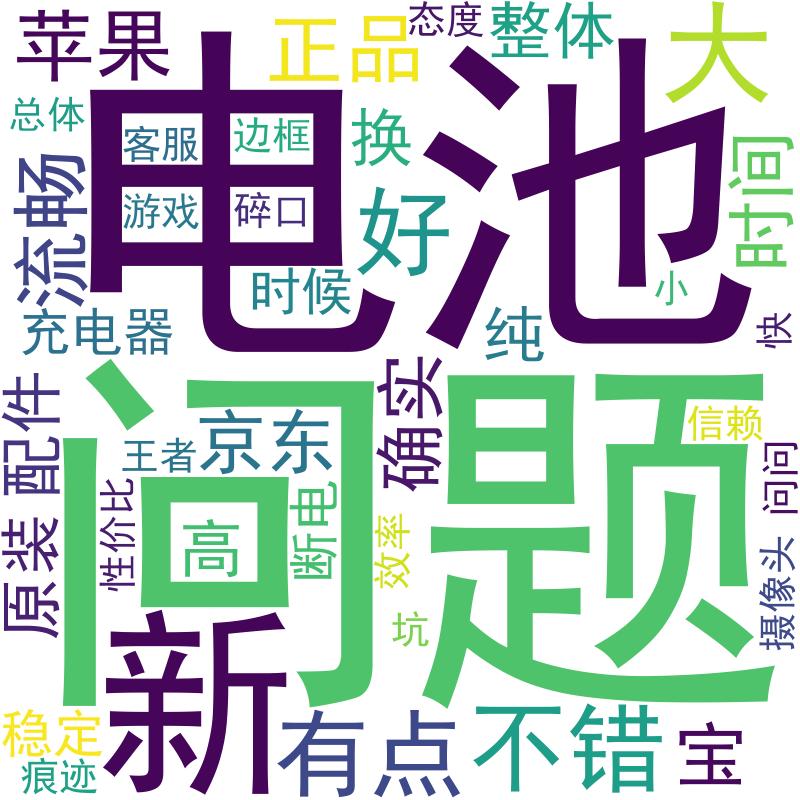 苹果
正品
态度
整体
大
电池
总体
客服
边框
换
流畅
游戏
碎口
好
时间
时候
小
充电器
纯
快
问题
确实
配件
王者
京东
信赖
问问
性价比
高
断电
效率
原装
摄像头
坑
新
稳定
有点
不错
宝
痕迹